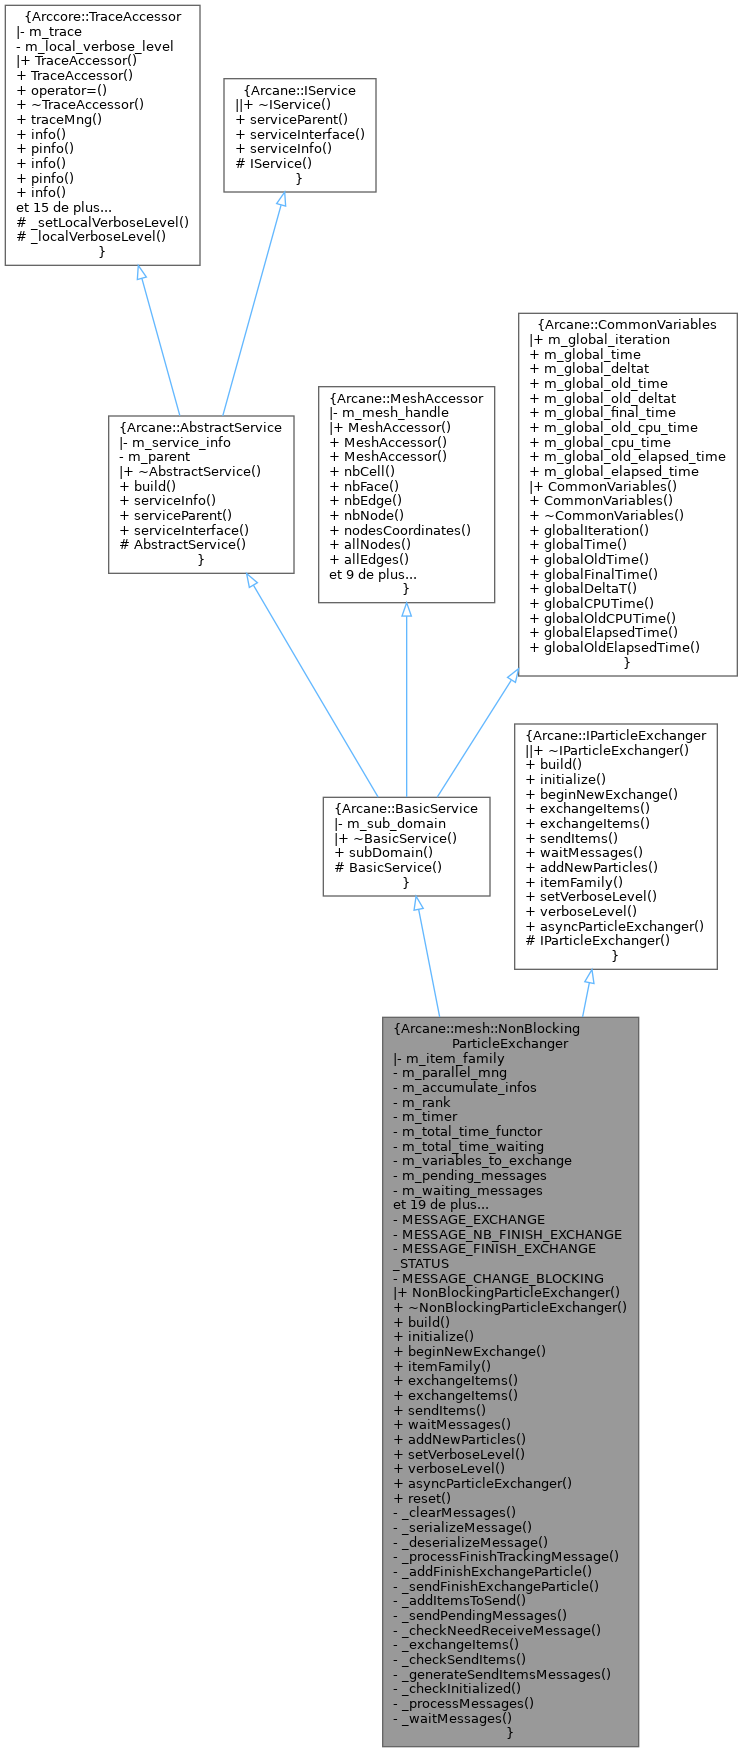 {Arccore::TraceAccessor
|- m_trace
- m_local_verbose_level
|+ TraceAccessor()
+ TraceAccessor()
+ operator=()
+ ~TraceAccessor()
+ traceMng()
+ info()
+ pinfo()
+ info()
+ pinfo()
+ info()
et 15 de plus...
# _setLocalVerboseLevel()
# _localVerboseLevel()
}
{Arcane::IService
||+ ~IService()
+ serviceParent()
+ serviceInterface()
+ serviceInfo()
# IService()
}
{Arcane::CommonVariables
|+ m_global_iteration
+ m_global_time
+ m_global_deltat
+ m_global_old_time
+ m_global_old_deltat
+ m_global_final_time
+ m_global_old_cpu_time
+ m_global_cpu_time
+ m_global_old_elapsed_time
+ m_global_elapsed_time
|+ CommonVariables()
+ CommonVariables()
+ ~CommonVariables()
+ globalIteration()
+ globalTime()
+ globalOldTime()
+ globalFinalTime()
+ globalDeltaT()
+ globalCPUTime()
+ globalOldCPUTime()
+ globalElapsedTime()
+ globalOldElapsedTime()
}
{Arcane::MeshAccessor
|- m_mesh_handle
|+ MeshAccessor()
+ MeshAccessor()
+ MeshAccessor()
+ nbCell()
+ nbFace()
+ nbEdge()
+ nbNode()
+ nodesCoordinates()
+ allNodes()
+ allEdges()
et 9 de plus...
}
{Arcane::AbstractService
|- m_service_info
- m_parent
|+ ~AbstractService()
+ build()
+ serviceInfo()
+ serviceParent()
+ serviceInterface()
# AbstractService()
}
{Arcane::IParticleExchanger
||+ ~IParticleExchanger()
+ build()
+ initialize()
+ beginNewExchange()
+ exchangeItems()
+ exchangeItems()
+ sendItems()
+ waitMessages()
+ addNewParticles()
+ itemFamily()
+ setVerboseLevel()
+ verboseLevel()
+ asyncParticleExchanger()
# IParticleExchanger()
}
{Arcane::BasicService
|- m_sub_domain
|+ ~BasicService()
+ subDomain()
# BasicService()
}
{Arcane::mesh::NonBlocking
ParticleExchanger
|- m_item_family
- m_parallel_mng
- m_accumulate_infos
- m_rank
- m_timer
- m_total_time_functor
- m_total_time_waiting
- m_variables_to_exchange
- m_pending_messages
- m_waiting_messages
et 19 de plus...
- MESSAGE_EXCHANGE
- MESSAGE_NB_FINISH_EXCHANGE
- MESSAGE_FINISH_EXCHANGE
_STATUS
- MESSAGE_CHANGE_BLOCKING
|+ NonBlockingParticleExchanger()
+ ~NonBlockingParticleExchanger()
+ build()
+ initialize()
+ beginNewExchange()
+ itemFamily()
+ exchangeItems()
+ exchangeItems()
+ sendItems()
+ waitMessages()
+ addNewParticles()
+ setVerboseLevel()
+ verboseLevel()
+ asyncParticleExchanger()
+ reset()
- _clearMessages()
- _serializeMessage()
- _deserializeMessage()
- _processFinishTrackingMessage()
- _addFinishExchangeParticle()
- _sendFinishExchangeParticle()
- _addItemsToSend()
- _sendPendingMessages()
- _checkNeedReceiveMessage()
- _exchangeItems()
- _checkSendItems()
- _generateSendItemsMessages()
- _checkInitialized()
- _processMessages()
- _waitMessages()
}